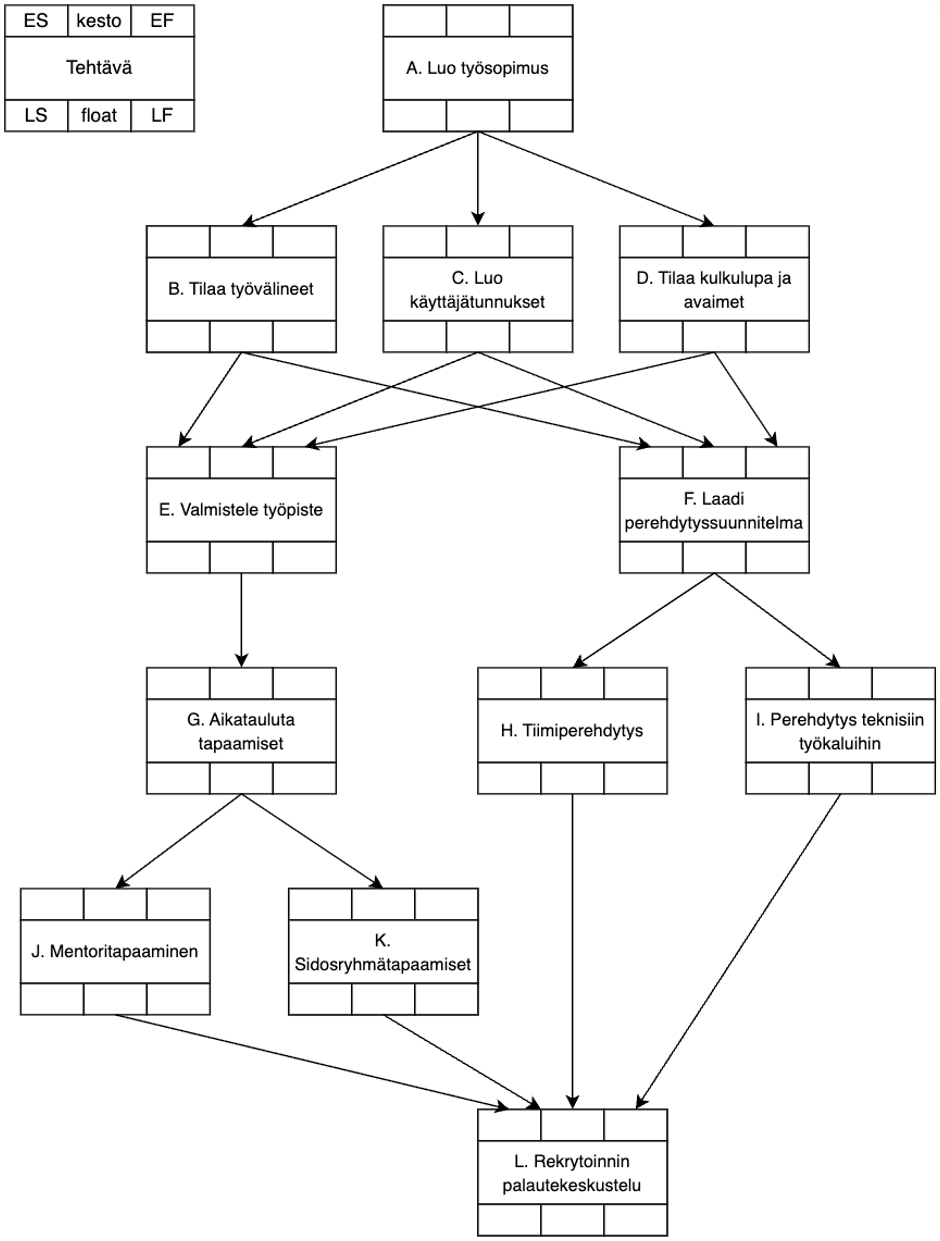 ES kesto EF
Tehtävä
LS float LF
A. Luo työsopimus
B. Tilaa työvälineet
C. Luo
käyttäjätunnukset
D. Tilaa kulkulupa ja
avaimet
E. Valmistele työpiste
F. Laadi
perehdytyssuunnitelma
G. Aikatauluta
tapaamiset
H. Tiimiperehdytys
I. Perehdytys teknisiin
työkaluihin
J. Mentoritapaaminen
K.
Sidosryhmätapaamiset
L. Rekrytoinnin
palautekeskustelu